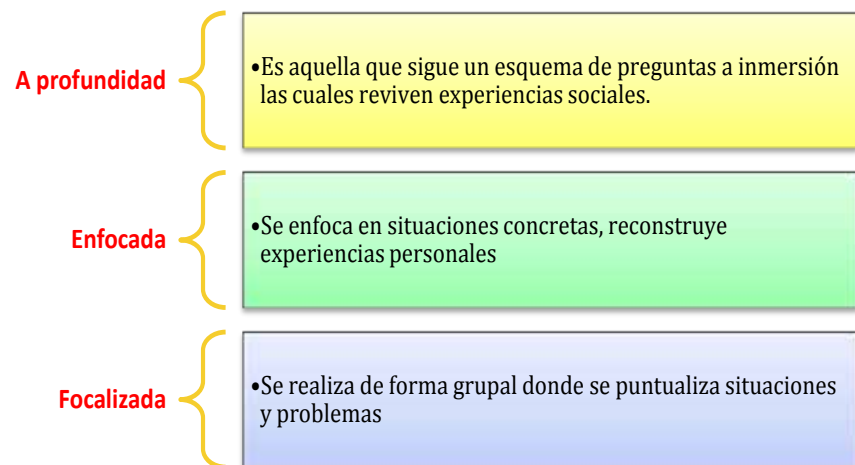 A profundidad
•Es aquella que sigue un esquema de preguntas a inmersión
las cuales reviven experiencias sociales.
Enfocada
•Se enfoca en situaciones concretas, reconstruye
experiencias personales
Focalizada
•Se realiza de forma grupal donde se puntualiza situaciones
y problemas